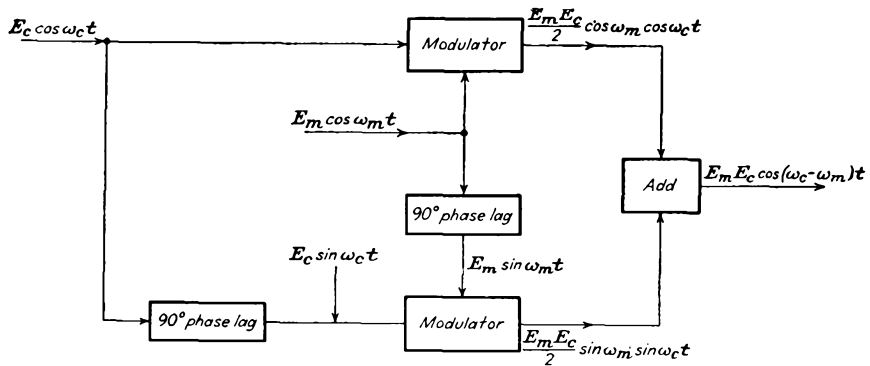 E_c cos ω_c t
Modulator
E_m E_c / 2 cos ω_m cos ω_c t
E_m cos ω_m t
Add
E_m E_c cos(ω_c-ω_m)t
90° phase lag
E_c sin ω_c t
E_m sin ω_m t
90° phase lag
Modulator
E_m E_c / 2 sin ω_m sin ω_c t